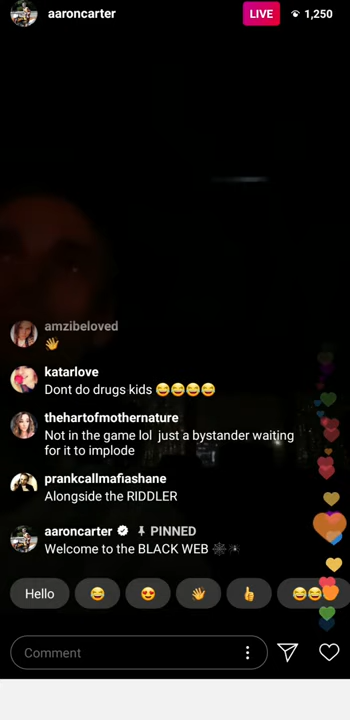 aaroncarter LIVE 1,250
amzibeloved
👋
katarlove
Dont do drugs kids 😂😂😂😂
thehartofmothernature
Not in the game lol just a bystander waiting
for it to implode
prankcallmafiashane
Alongside the RIDDLER
aaroncarter PINNED
Welcome to the BLACK WEB 🕸🕷
Hello 😂 😍 👋 👍 😂😂
Comment